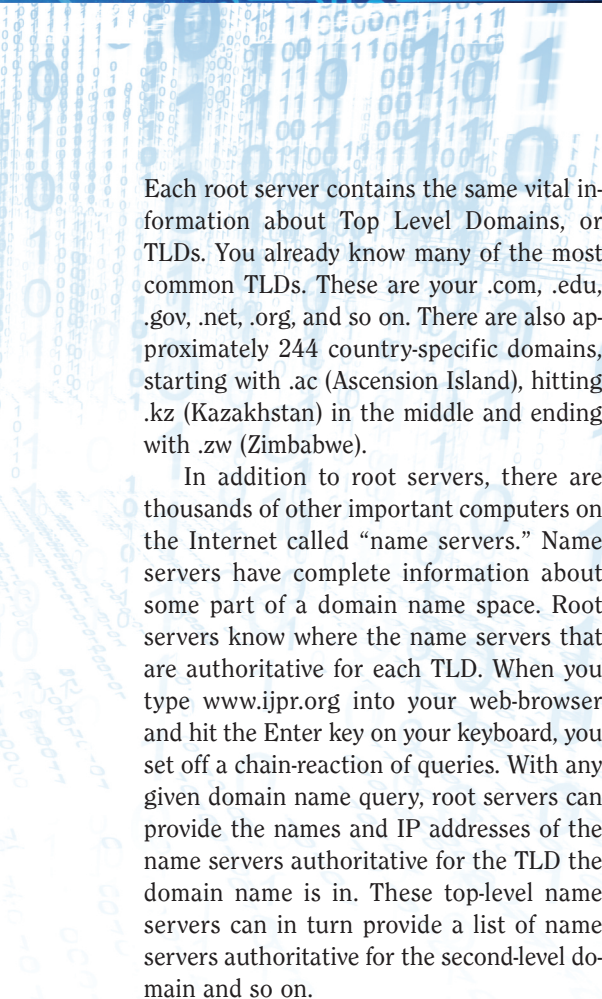 Each root server contains the same vital in-
formation about Top Level Domains, or
TLDs. You already know many of the most
common TLDs. These are your .com, .edu,
.gov, .net, .org, and so on. There are also ap-
proximately 244 country-specific domains,
starting with .ac (Ascension Island), hitting
.kz (Kazakhstan) in the middle and ending
with .zw (Zimbabwe).
In addition to root servers, there are
thousands of other important computers on
the Internet called “name servers.” Name
servers have complete information about
some part of a domain name space. Root
servers know where the name servers that
are authoritative for each TLD. When you
type www.ijpr.org into your web-browser
and hit the Enter key on your keyboard, you
set off a chain-reaction of queries. With any
given domain name query, root servers can
provide the names and IP addresses of the
name servers authoritative for the TLD the
domain name is in. These top-level name
servers can in turn provide a list of name
servers authoritative for the second-level do-
main and so on.